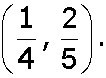 (1/4, 2/5).